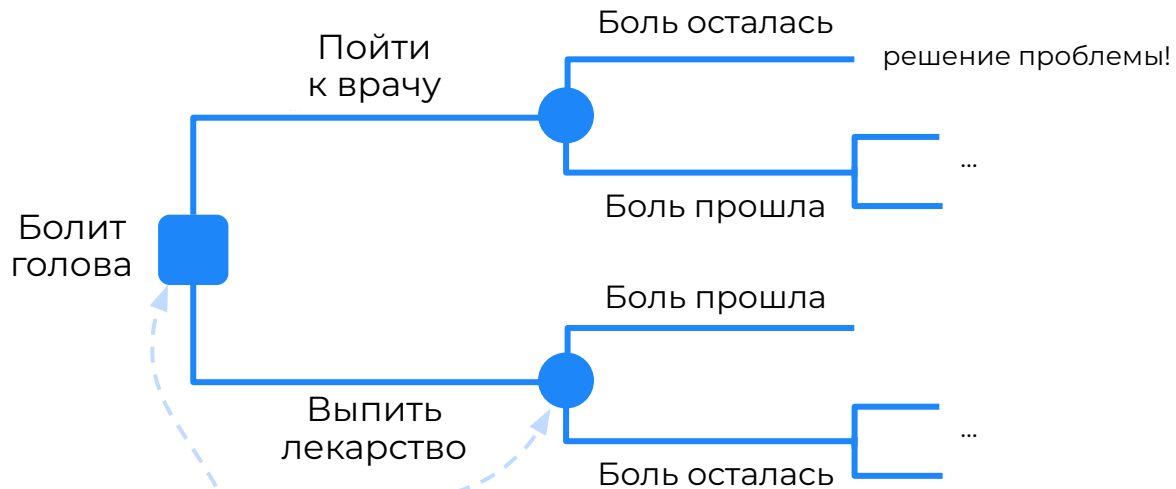 Боль осталась
Пойти
к врачу
решение проблемы!
...
Боль прошла
Болит
голова
Боль прошла
Выпить
лекарство
...
Боль осталась